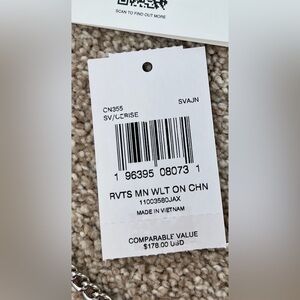 SCAN TO FIND OUT MORE
CN355 SVAJN
SV/CERISE
1 96395 08073 1
RVTS MN WLT ON CHN
11003560JAX
MADE IN VIETNAM
COMPARABLE VALUE
$178.00 USD